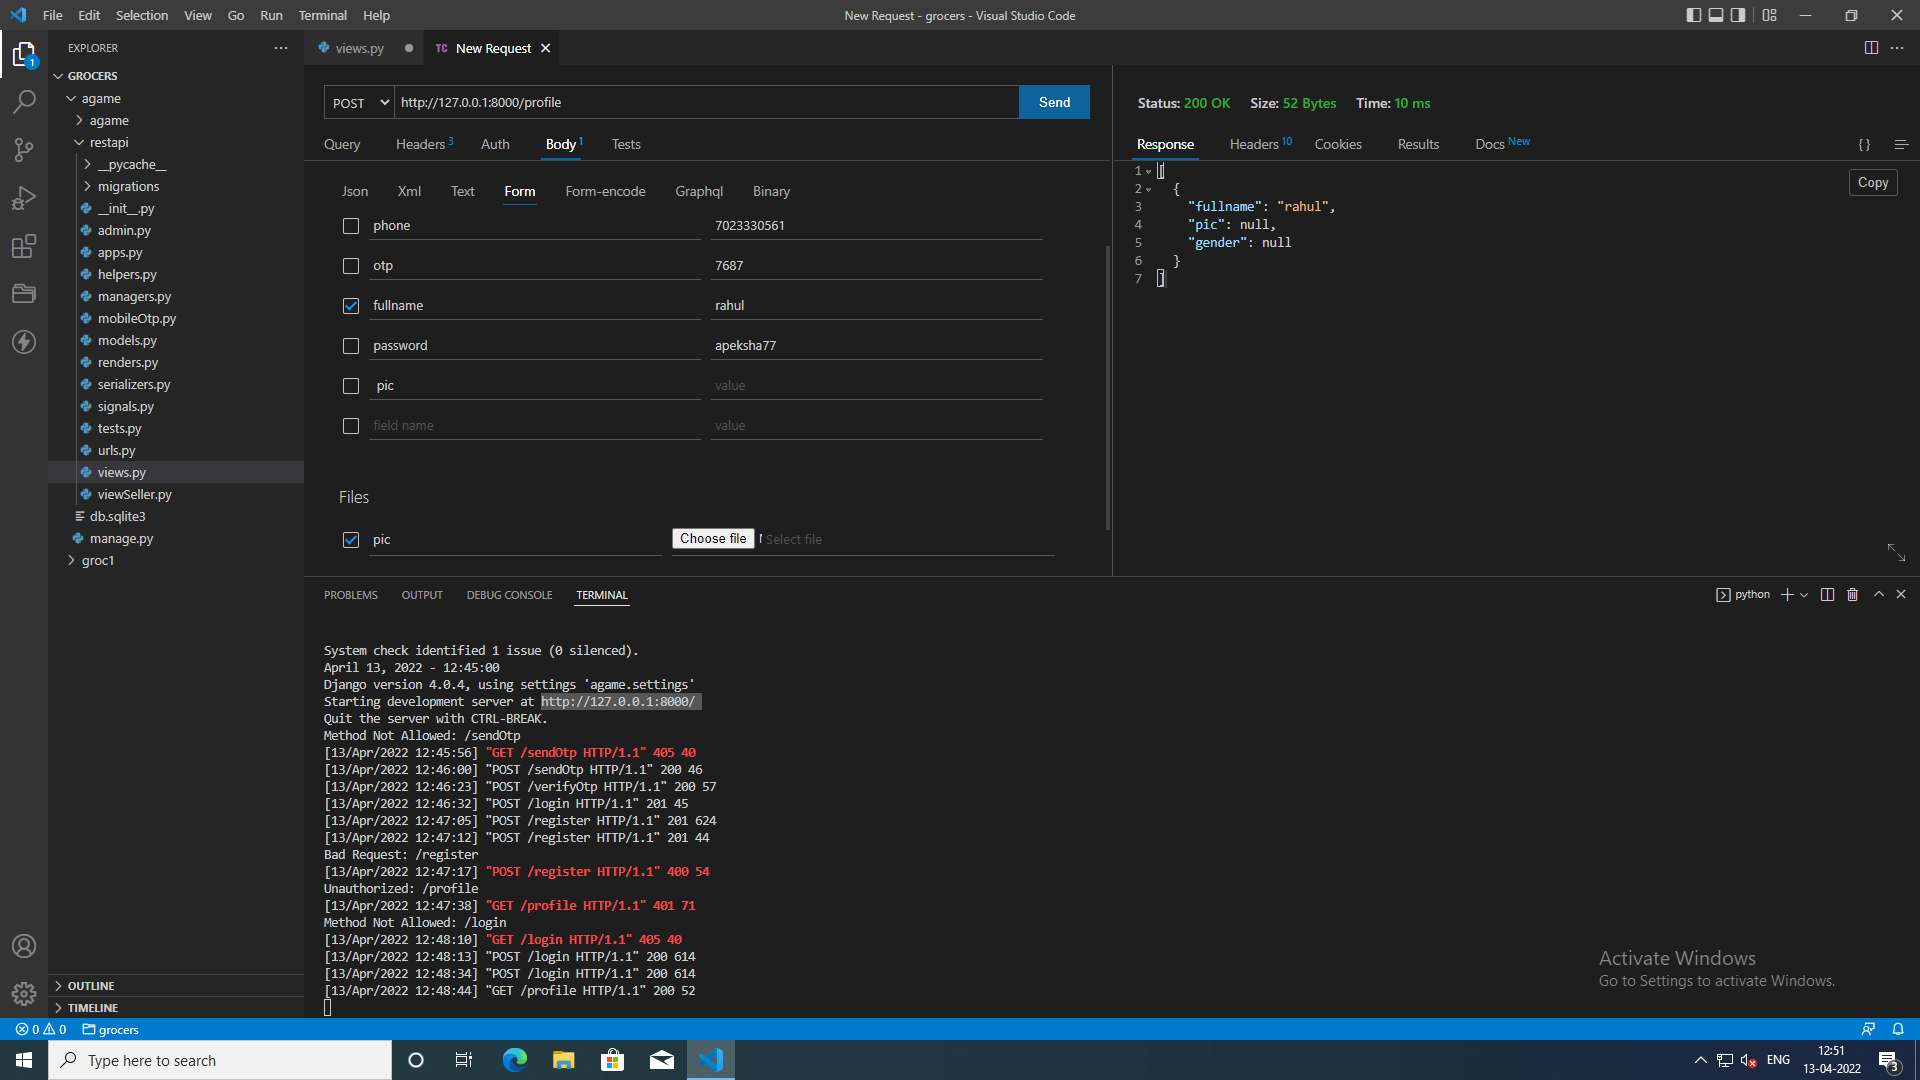 File Edit Selection View Go Run Terminal Help
New Request - grocers - Visual Studio Code
EXPLORER
1
GROCERS
agame
agame
restapi
__pycache__
migrations
__init__.py
admin.py
apps.py
helpers.py
managers.py
mobileOtp.py
models.py
renders.py
serializers.py
signals.py
tests.py
urls.py
views.py
viewSeller.py
db.sqlite3
manage.py
groc1
OUTLINE
TIMELINE
views.py
TC New Request
POST http://127.0.0.1:8000/profile Send
Query Headers 3 Auth Body 1 Tests
Json Xml Text Form Form-encode Graphql Binary
phone 7023330561
otp 7687
fullname rahul
password apeksha77
pic value
field name value
Files
pic Choose file Select file
Status: 200 OK Size: 52 Bytes Time: 10 ms
Response Headers 10 Cookies Results Docs New { }
Copy
1 [
2 {
3 "fullname": "rahul",
4 "pic": null,
5 "gender": null
6 }
7 ]
PROBLEMS OUTPUT DEBUG CONSOLE TERMINAL
python
System check identified 1 issue (0 silenced).
April 13, 2022 - 12:45:00
Django version 4.0.4, using settings 'agame.settings'
Starting development server at http://127.0.0.1:8000/
Quit the server with CTRL-BREAK.
Method Not Allowed: /sendOtp
[13/Apr/2022 12:45:56] "GET /sendOtp HTTP/1.1" 405 40
[13/Apr/2022 12:46:00] "POST /sendOtp HTTP/1.1" 200 46
[13/Apr/2022 12:46:23] "POST /verifyOtp HTTP/1.1" 200 57
[13/Apr/2022 12:46:32] "POST /login HTTP/1.1" 201 45
[13/Apr/2022 12:47:05] "POST /register HTTP/1.1" 201 624
[13/Apr/2022 12:47:12] "POST /register HTTP/1.1" 201 44
Bad Request: /register
[13/Apr/2022 12:47:17] "POST /register HTTP/1.1" 400 54
Unauthorized: /profile
[13/Apr/2022 12:47:38] "GET /profile HTTP/1.1" 401 71
Method Not Allowed: /login
[13/Apr/2022 12:48:10] "GET /login HTTP/1.1" 405 40
[13/Apr/2022 12:48:13] "POST /login HTTP/1.1" 200 614
[13/Apr/2022 12:48:34] "POST /login HTTP/1.1" 200 614
[13/Apr/2022 12:48:44] "GET /profile HTTP/1.1" 200 52
Activate Windows
Go to Settings to activate Windows.
0 0 grocers
Type here to search
ENG
12:51
13-04-2022
3